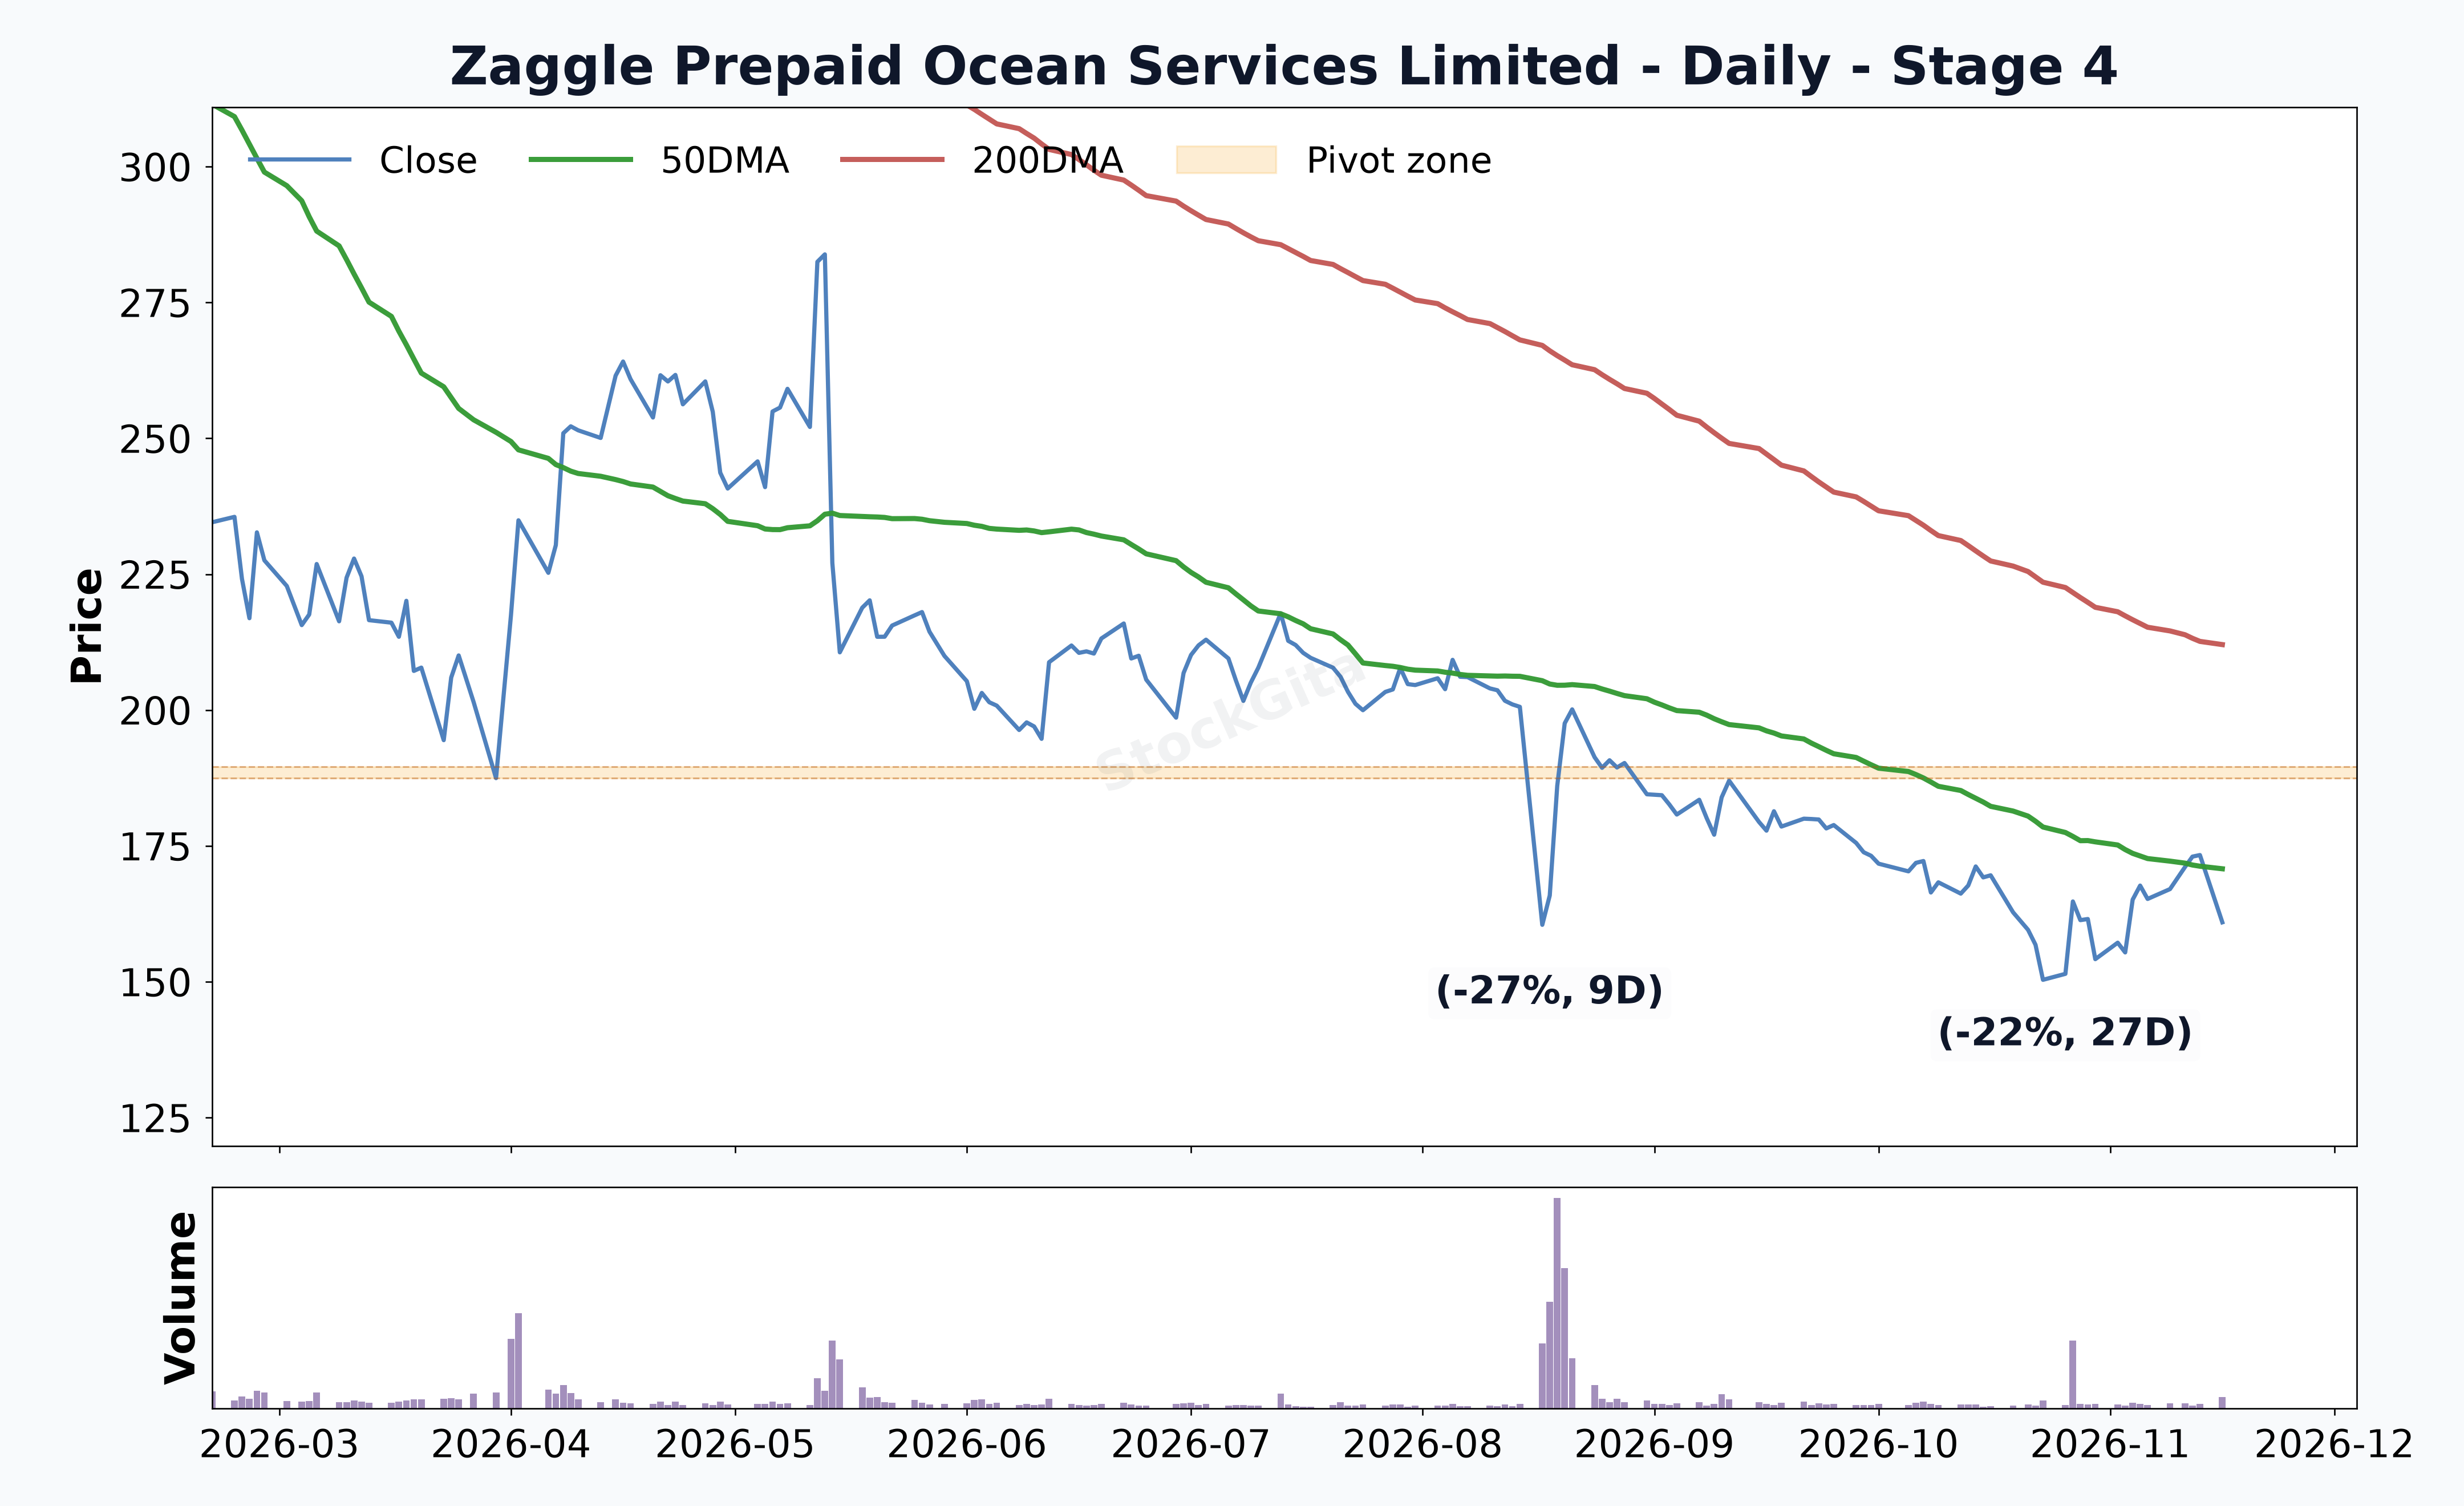 Zaggle Prepaid Ocean Services Limited - Daily - Stage 4
Close
50DMA
200DMA
Pivot zone
Price
300
275
250
225
200
175
150
125
StockGita
(-27%, 9D)
(-22%, 27D)
Volume
2026-03
2026-04
2026-05
2026-06
2026-07
2026-08
2026-09
2026-10
2026-11
2026-12